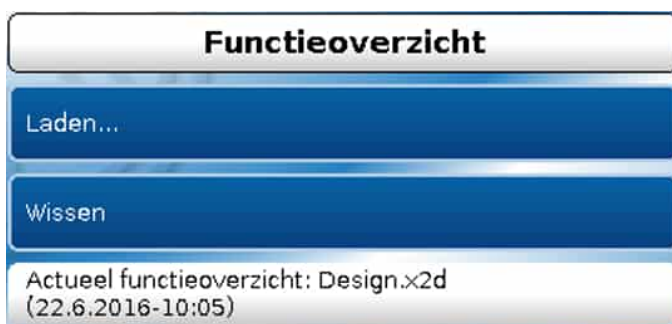 Functieoverzicht
Laden...
Wissen
Actueel functieoverzicht: Design.x2d
(22.6.2016-10:05)